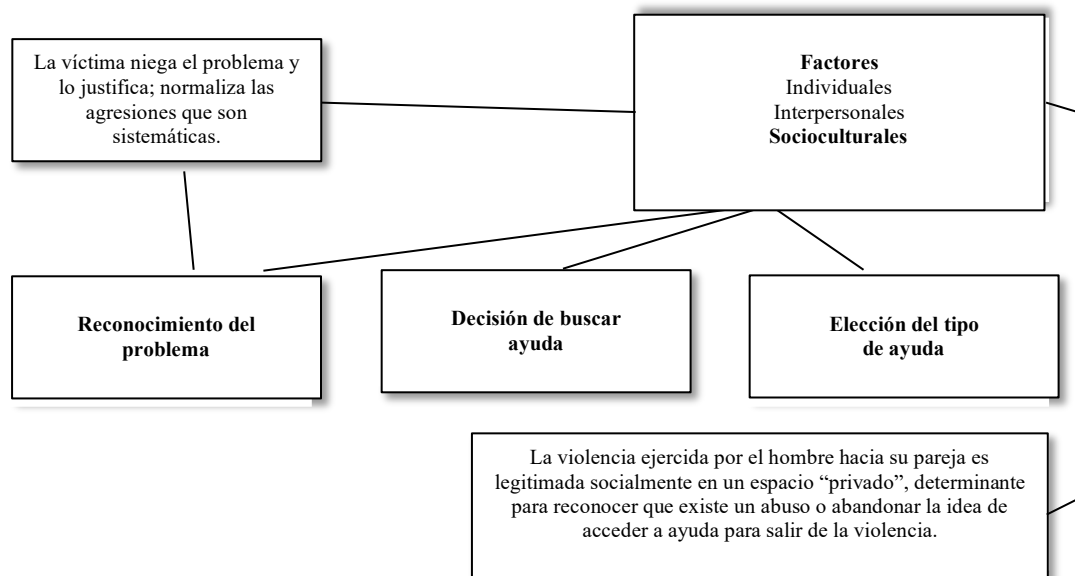 La víctima niega el problema y
lo justifica; normaliza las
agresiones que son
sistemáticas.
Factores
Individuales
Interpersonales
Socioculturales
Reconocimiento del
problema
Decisión de buscar
ayuda
Elección del tipo
de ayuda
La violencia ejercida por el hombre hacia su pareja es
legitimada socialmente en un espacio “privado”, determinante
para reconocer que existe un abuso o abandonar la idea de
acceder a ayuda para salir de la violencia.